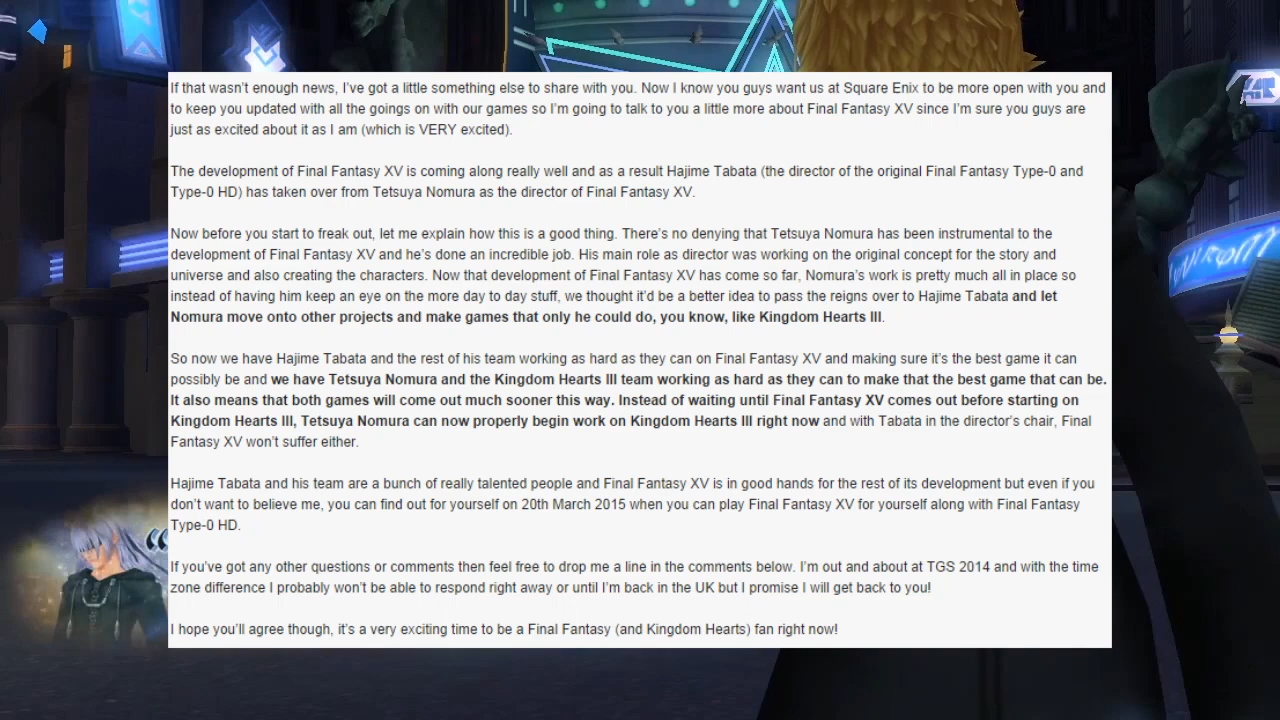 If that wasn't enough news, I've got a little something else to share with you. Now I know you guys want us at Square Enix to be more open with you and
to keep you updated with all the goings on with our games so I'm going to talk to you a little more about Final Fantasy XV since I'm sure you guys are
just as excited about it as I am (which is VERY excited).
The development of Final Fantasy XV is coming along really well and as a result Hajime Tabata (the director of the original Final Fantasy Type-0 and
Type-0 HD) has taken over from Tetsuya Nomura as the director of Final Fantasy XV.
Now before you start to freak out, let me explain how this is a good thing. There's no denying that Tetsuya Nomura has been instrumental to the
development of Final Fantasy XV and he's done an incredible job. His main role as director was working on the original concept for the story and
universe and also creating the characters. Now that development of Final Fantasy XV has come so far, Nomura's work is pretty much all in place so
instead of having him keep an eye on the more day to day stuff, we thought it'd be a better idea to pass the reigns over to Hajime Tabata and let
Nomura move onto other projects and make games that only he could do, you know, like Kingdom Hearts III.
So now we have Hajime Tabata and the rest of his team working as hard as they can on Final Fantasy XV and making sure it's the best game it can
possibly be and we have Tetsuya Nomura and the Kingdom Hearts III team working as hard as they can to make that the best game that can be.
It also means that both games will come out much sooner this way. Instead of waiting until Final Fantasy XV comes out before starting on
Kingdom Hearts III, Tetsuya Nomura can now properly begin work on Kingdom Hearts III right now and with Tabata in the director's chair, Final
Fantasy XV won't suffer either.
Hajime Tabata and his team are a bunch of really talented people and Final Fantasy XV is in good hands for the rest of its development but even if you
don't want to believe me, you can find out for yourself on 20th March 2015 when you can play Final Fantasy XV for yourself along with Final Fantasy
Type-0 HD.
If you've got any other questions or comments then feel free to drop me a line in the comments below. I'm out and about at TGS 2014 and with the time
zone difference I probably won't be able to respond right away or until I'm back in the UK but I promise I will get back to you!
I hope you'll agree though, it's a very exciting time to be a Final Fantasy (and Kingdom Hearts) fan right now!